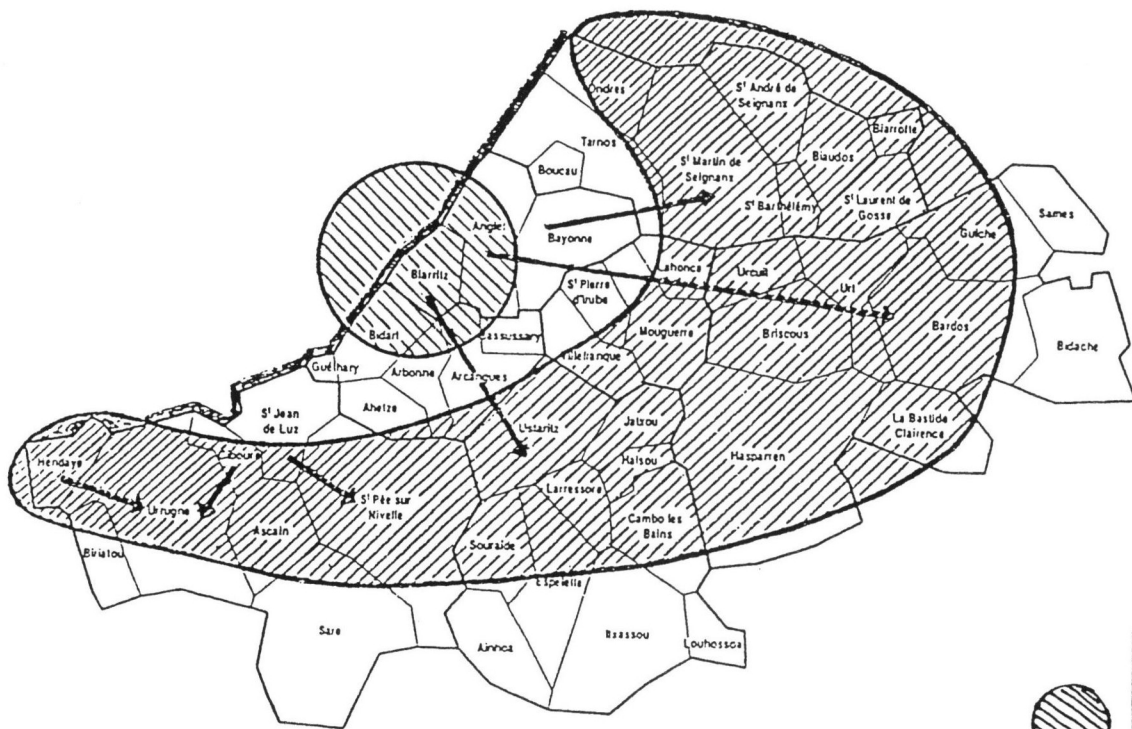 Ondres
St André de
Seignanx
Biarrotte
Tarnos
Biaudos
Boucau
St Martin de
Seignanx
St Barthélémy
St Laurent de
Gosse
Sames
Guiche
Anglet
Bayonne
Biarritz
Lahonce
Urcuit
Urt
St Pierre
d'Irube
Bardos
Bidart
Bassussary
Mouguerre
Briscous
Bidache
Villefranque
Guéthary
Arbonne
Arcangues
Ahetze
St Jean
de Luz
Ustaritz
Jatxou
La Bastide
Clairence
Hendaye
Ciboure
Halsou
Hasparren
Larressore
St Pée sur
Nivelle
Urrugne
Ascain
Cambo les
Bains
Souraide
Biriatou
Espelette
Sare
Ainhoa
Itxassou
Louhossoa